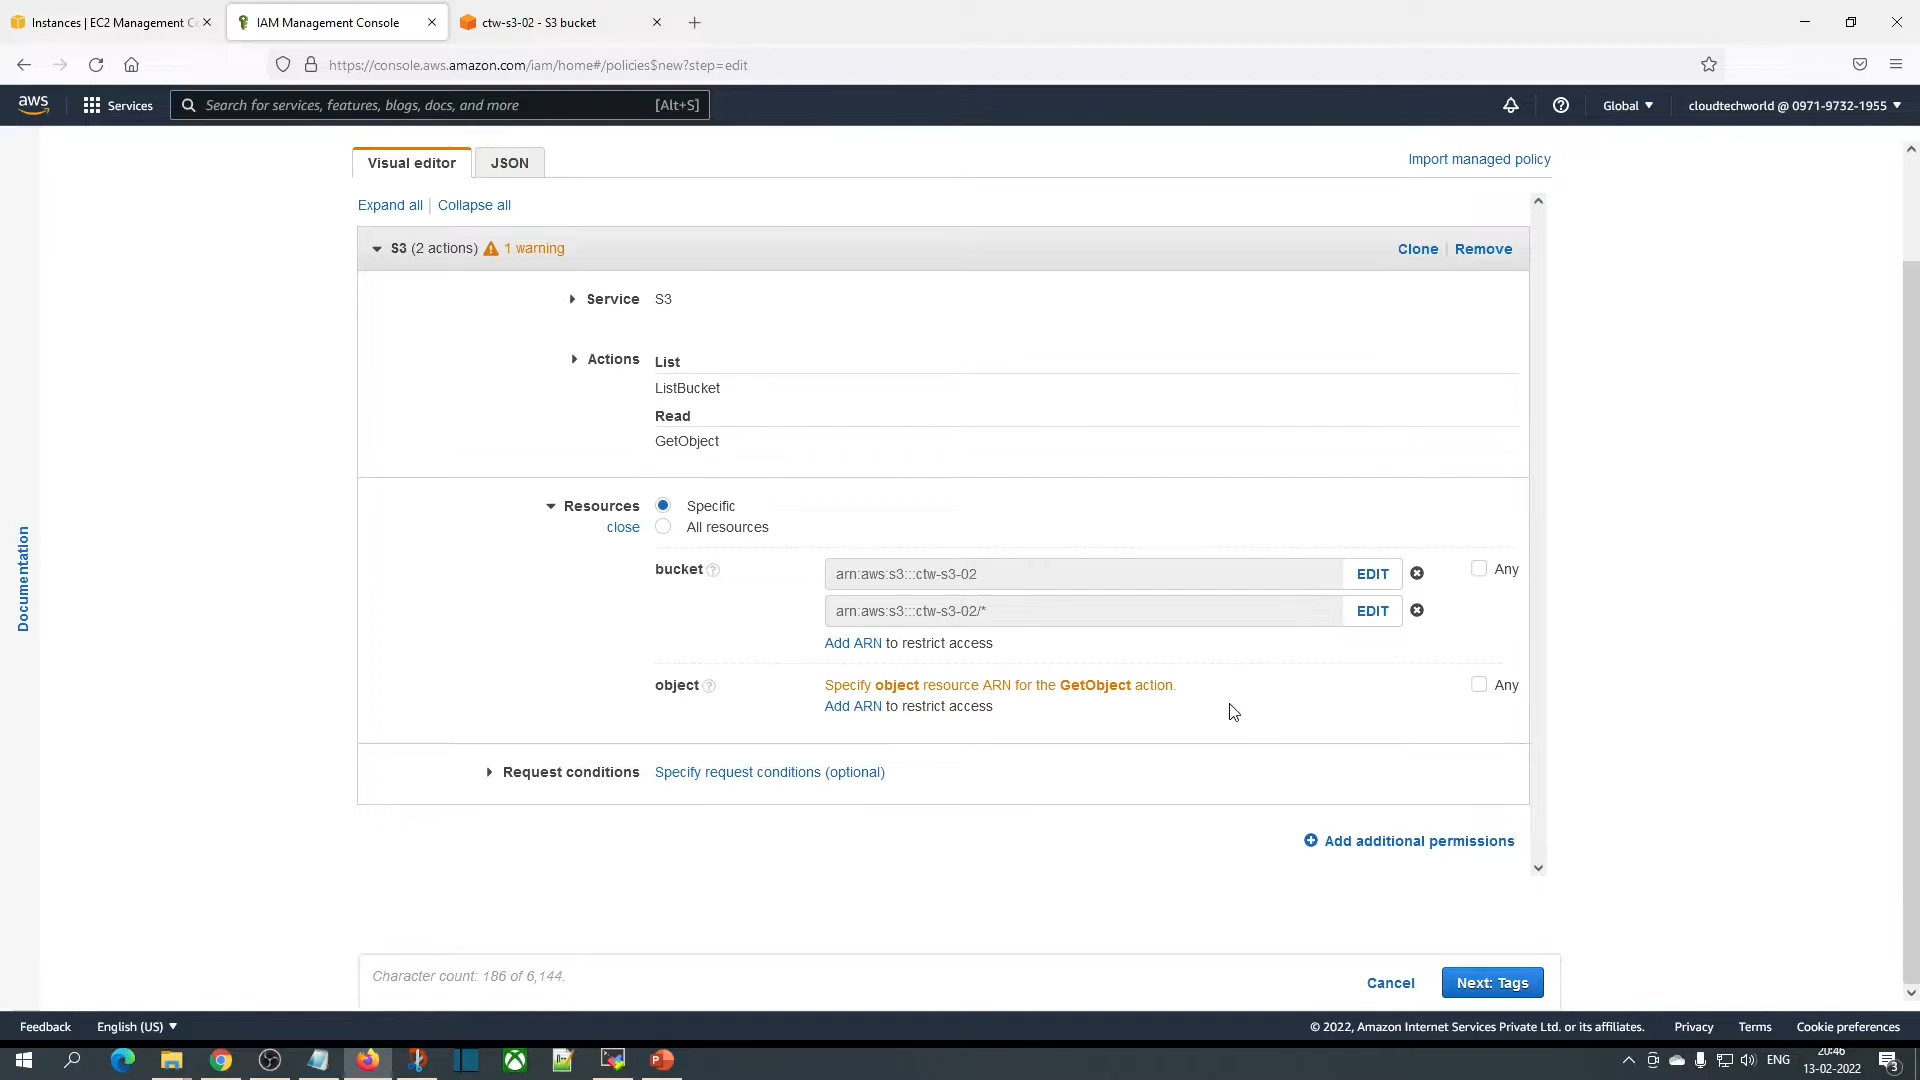 Instances | EC2 Management Co
IAM Management Console
ctw-s3-02 - S3 bucket
https://console.aws.amazon.com/iam/home#/policies$new?step=edit
aws
Services
Search for services, features, blogs, docs, and more
[Alt+S]
Global
cloudtechworld @ 0971-9732-1955
Visual editor
JSON
Import managed policy
Expand all | Collapse all
S3 (2 actions) 1 warning
Clone | Remove
Service S3
Actions List
ListBucket
Read
GetObject
Resources Specific
close All resources
bucket ?
arn:aws:s3:::ctw-s3-02 EDIT
Any
arn:aws:s3:::ctw-s3-02/* EDIT
Add ARN to restrict access
object ?
Specify object resource ARN for the GetObject action.
Any
Add ARN to restrict access
Request conditions Specify request conditions (optional)
Add additional permissions
Documentation
Character count: 186 of 6,144.
Cancel
Next: Tags
Feedback
English (US)
© 2022, Amazon Internet Services Private Ltd. or its affiliates.
Privacy
Terms
Cookie preferences
ENG
20:46
13-02-2022
3